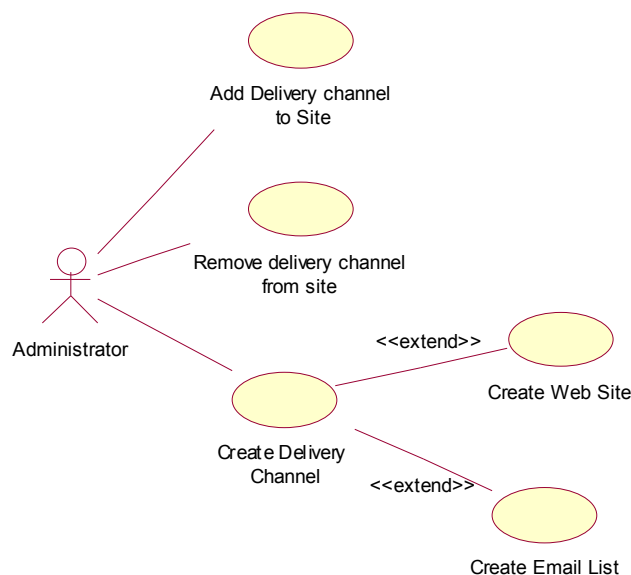 Add Delivery channel
to Site
Remove delivery channel
from site
Administrator
<<extend>>
Create Web Site
Create Delivery
Channel
<<extend>>
Create Email List